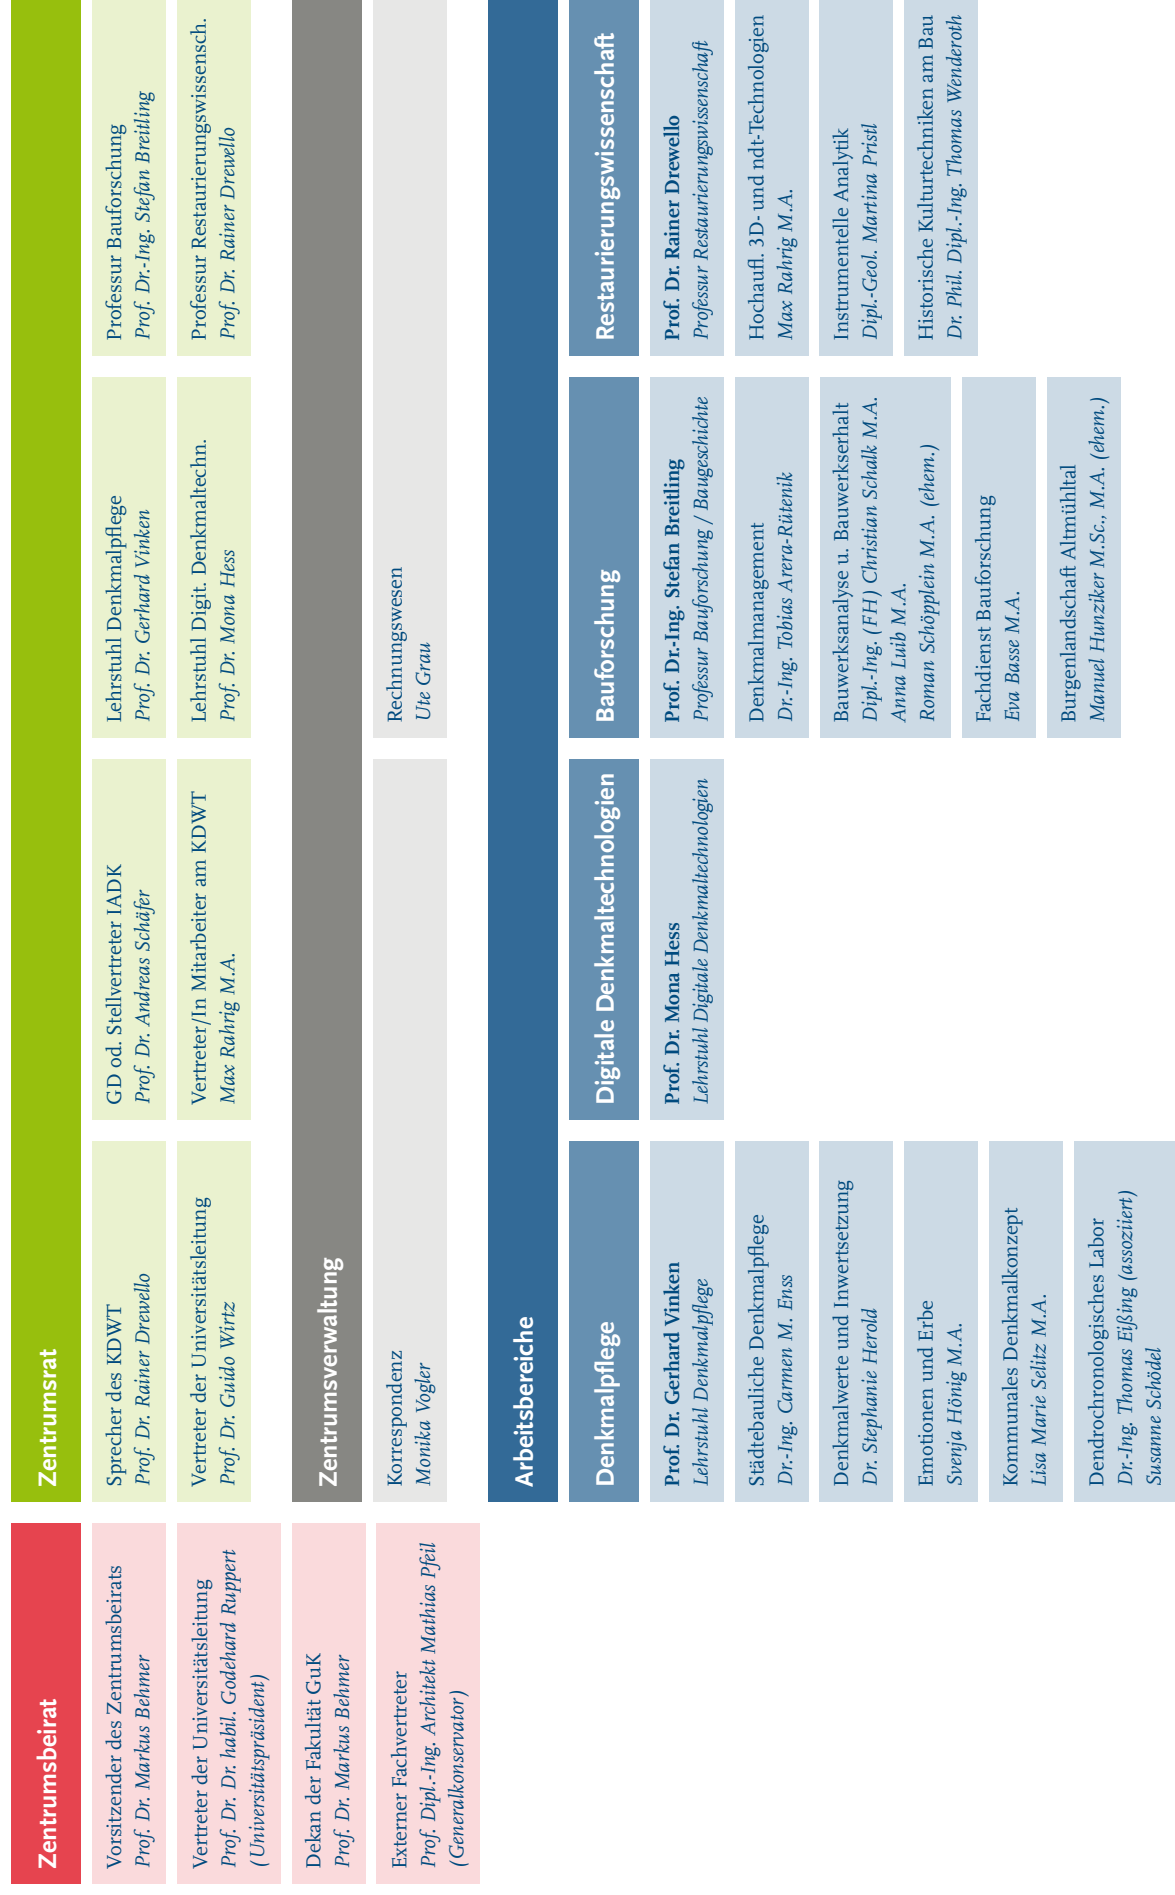 Zentrumsbeirat
Vorsitzender des Zentrumsbeirats
Prof. Dr. Markus Behmer
Vertreter der Universitätsleitung
Prof. Dr. Dr. habil. Godehard Ruppert
(Universitätspräsident)
Dekan der Fakultät GuK
Prof. Dr. Markus Behmer
Externer Fachvertreter
Prof. Dipl.-Ing. Architekt Mathias Pfeil
(Generalkonservator)
Zentrumsrat
Sprecher des KDWT
Prof. Dr. Rainer Drewello
GD od. Stellvertreter IADK
Prof. Dr. Andreas Schäfer
Lehrstuhl Denkmalpflege
Prof. Dr. Gerhard Vinken
Professur Bauforschung
Prof. Dr.-Ing. Stefan Breitling
Vertreter der Universitätsleitung
Prof. Dr. Guido Wirtz
Vertreter/In Mitarbeiter am KDWT
Max Rahrig M.A.
Lehrstuhl Digit. Denkmaltechn.
Prof. Dr. Mona Hess
Professur Restaurierungswissensch.
Prof. Dr. Rainer Drewello
Zentrumsverwaltung
Korrespondenz
Monika Vogler
Rechnungswesen
Ute Grau
Arbeitsbereiche
Denkmalpflege
Prof. Dr. Gerhard Vinken
Lehrstuhl Denkmalpflege
Städtebauliche Denkmalpflege
Dr.-Ing. Carmen M. Enss
Denkmalwerte und Inwertsetzung
Dr. Stephanie Herold
Emotionen und Erbe
Svenja Hönig M.A.
Kommunales Denkmalkonzept
Lisa Marie Selitz M.A.
Dendrochronologisches Labor
Dr.-Ing. Thomas Eißing (assoziiert)
Susanne Schödel
Digitale Denkmaltechnologien
Prof. Dr. Mona Hess
Lehrstuhl Digitale Denkmaltechnologien
Bauforschung
Prof. Dr.-Ing. Stefan Breitling
Professur Bauforschung / Baugeschichte
Denkmalmanagement
Dr.-Ing. Tobias Arera-Rütenik
Bauwerksanalyse u. Bauwerkserhalt
Dipl.-Ing. (FH) Christian Schalk M.A.
Anna Luib M.A.
Roman Schöpplein M.A. (ehem.)
Fachdienst Bauforschung
Eva Basse M.A.
Burgenlandschaft Altmühltal
Manuel Hunziker M.Sc., M.A. (ehem.)
Restaurierungswissenschaft
Prof. Dr. Rainer Drewello
Professur Restaurierungswissenschaft
Hochaufl. 3D- und ndt-Technologien
Max Rahrig M.A.
Instrumentelle Analytik
Dipl.-Geol. Martina Pristl
Historische Kulturtechniken am Bau
Dr. Phil. Dipl.-Ing. Thomas Wenderoth